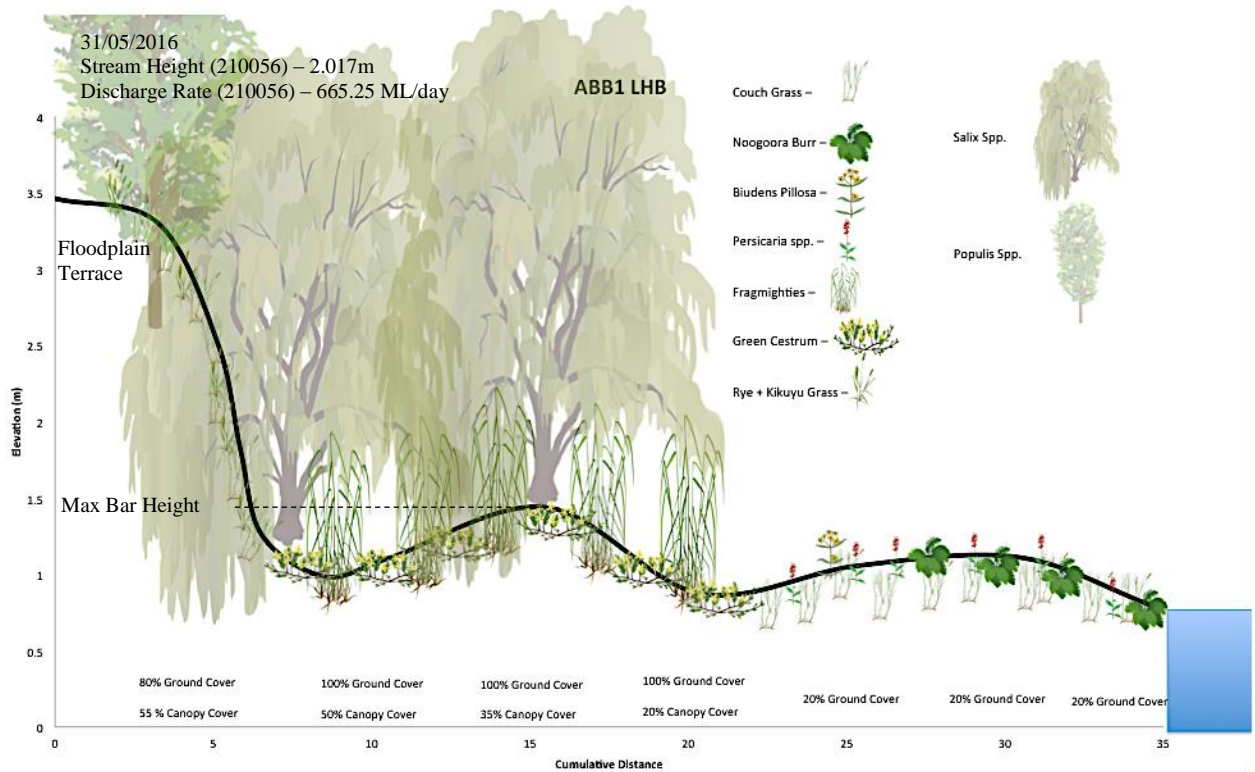 31/05/2016
Stream Height (210056) – 2.017m
Discharge Rate (210056) – 665.25 ML/day
ABB1 LHB
Couch Grass –
Noogoora Burr –
Biudens Pillosa –
Persicaria spp. –
Fragmighties –
Green Cestrum –
Rye + Kikuyu Grass –
Salix Spp.
Populis Spp.
Elevation (m)
4
3.5
3
2.5
2
1.5
1
0.5
0
Floodplain
Terrace
Max Bar Height
80% Ground Cover
55 % Canopy Cover
100% Ground Cover
50% Canopy Cover
100% Ground Cover
35% Canopy Cover
100% Ground Cover
20% Canopy Cover
20% Ground Cover
20% Ground Cover
20% Ground Cover
0
5
10
15
20
25
30
35
Cumulative Distance